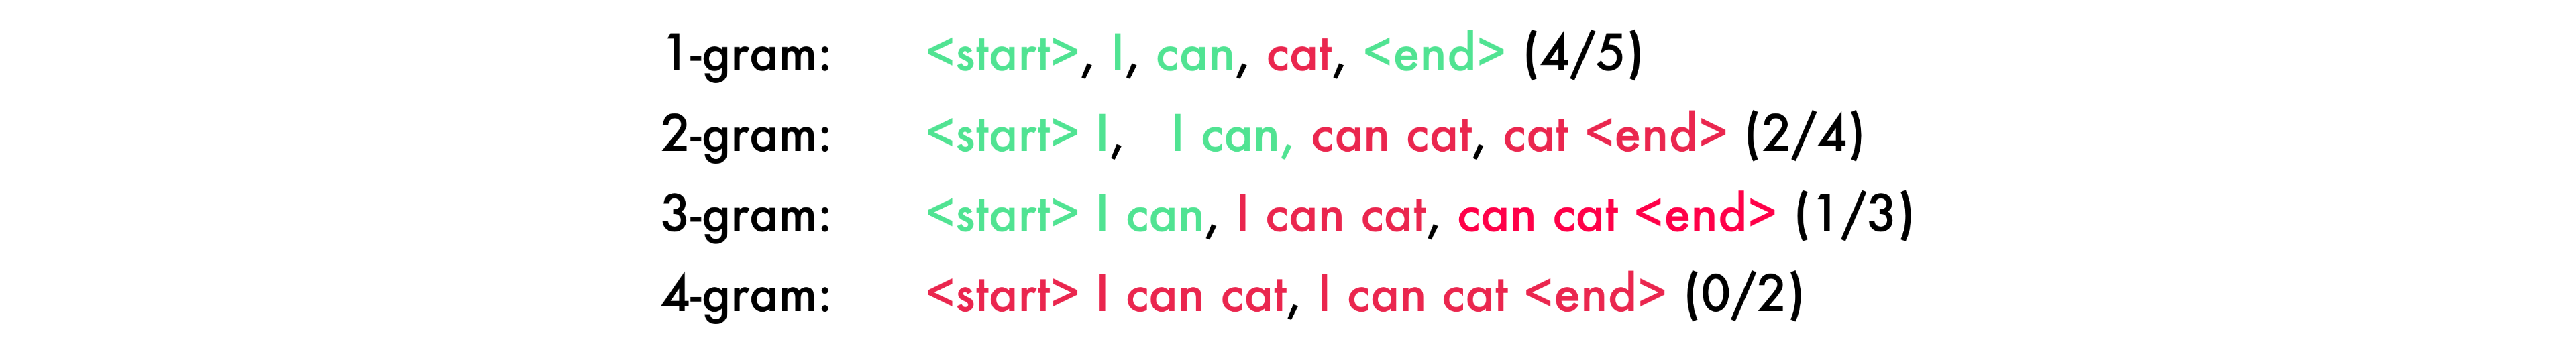 1-gram: <start>, I, can, cat, <end> (4/5)
2-gram: <start> I, I can, can cat, cat <end> (2/4)
3-gram: <start> I can, I can cat, can cat <end> (1/3)
4-gram: <start> I can cat, I can cat <end> (0/2)